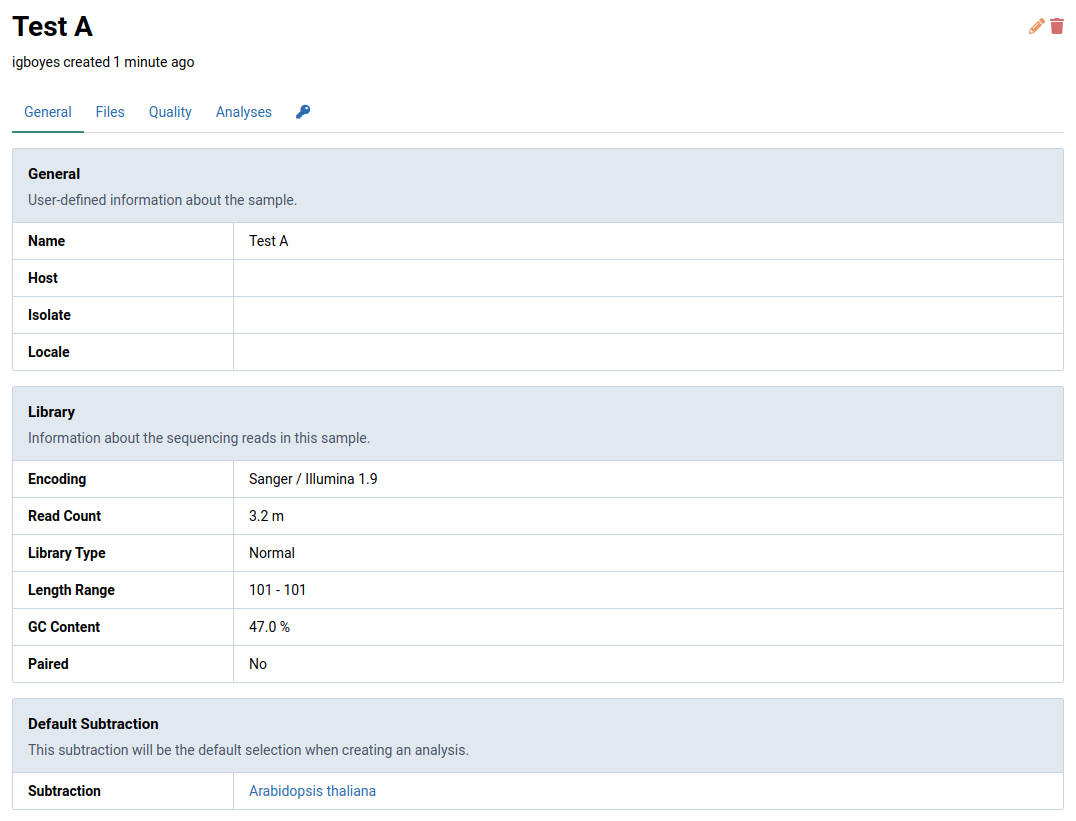 Test A
igboyes created 1 minute ago
General Files Quality Analyses
General
User-defined information about the sample.
Name Test A
Host
Isolate
Locale
Library
Information about the sequencing reads in this sample.
Encoding Sanger / Illumina 1.9
Read Count 3.2 m
Library Type Normal
Length Range 101 - 101
GC Content 47.0 %
Paired No
Default Subtraction
This subtraction will be the default selection when creating an analysis.
Subtraction Arabidopsis thaliana